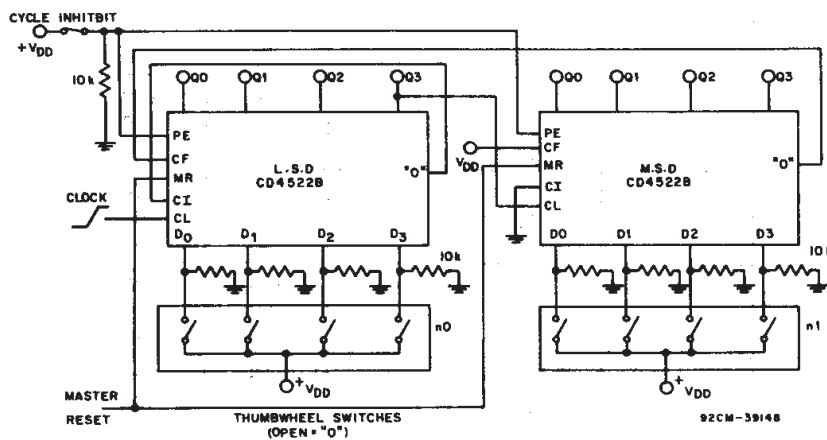 CYCLE INHITBIT
+VDD
10k
Q0 Q1 Q2 Q3
Q0 Q1 Q2 Q3
PE
CF
MR
CI
CL
L.S.D
CD4522B
"0"
CLOCK
D0 D1 D2 D3
VDD
PE
CF
MR
CI
CL
M.S.D
CD4522B
"0"
D0 D1 D2 D3
10k
n0
+VDD
n1
+VDD
MASTER
RESET
THUMBWHEEL SWITCHES
(OPEN = "0")
92CM-39148